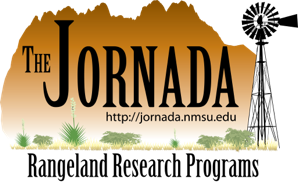 THE JORNADA
http://jornada.nmsu.edu
Rangeland Research Programs